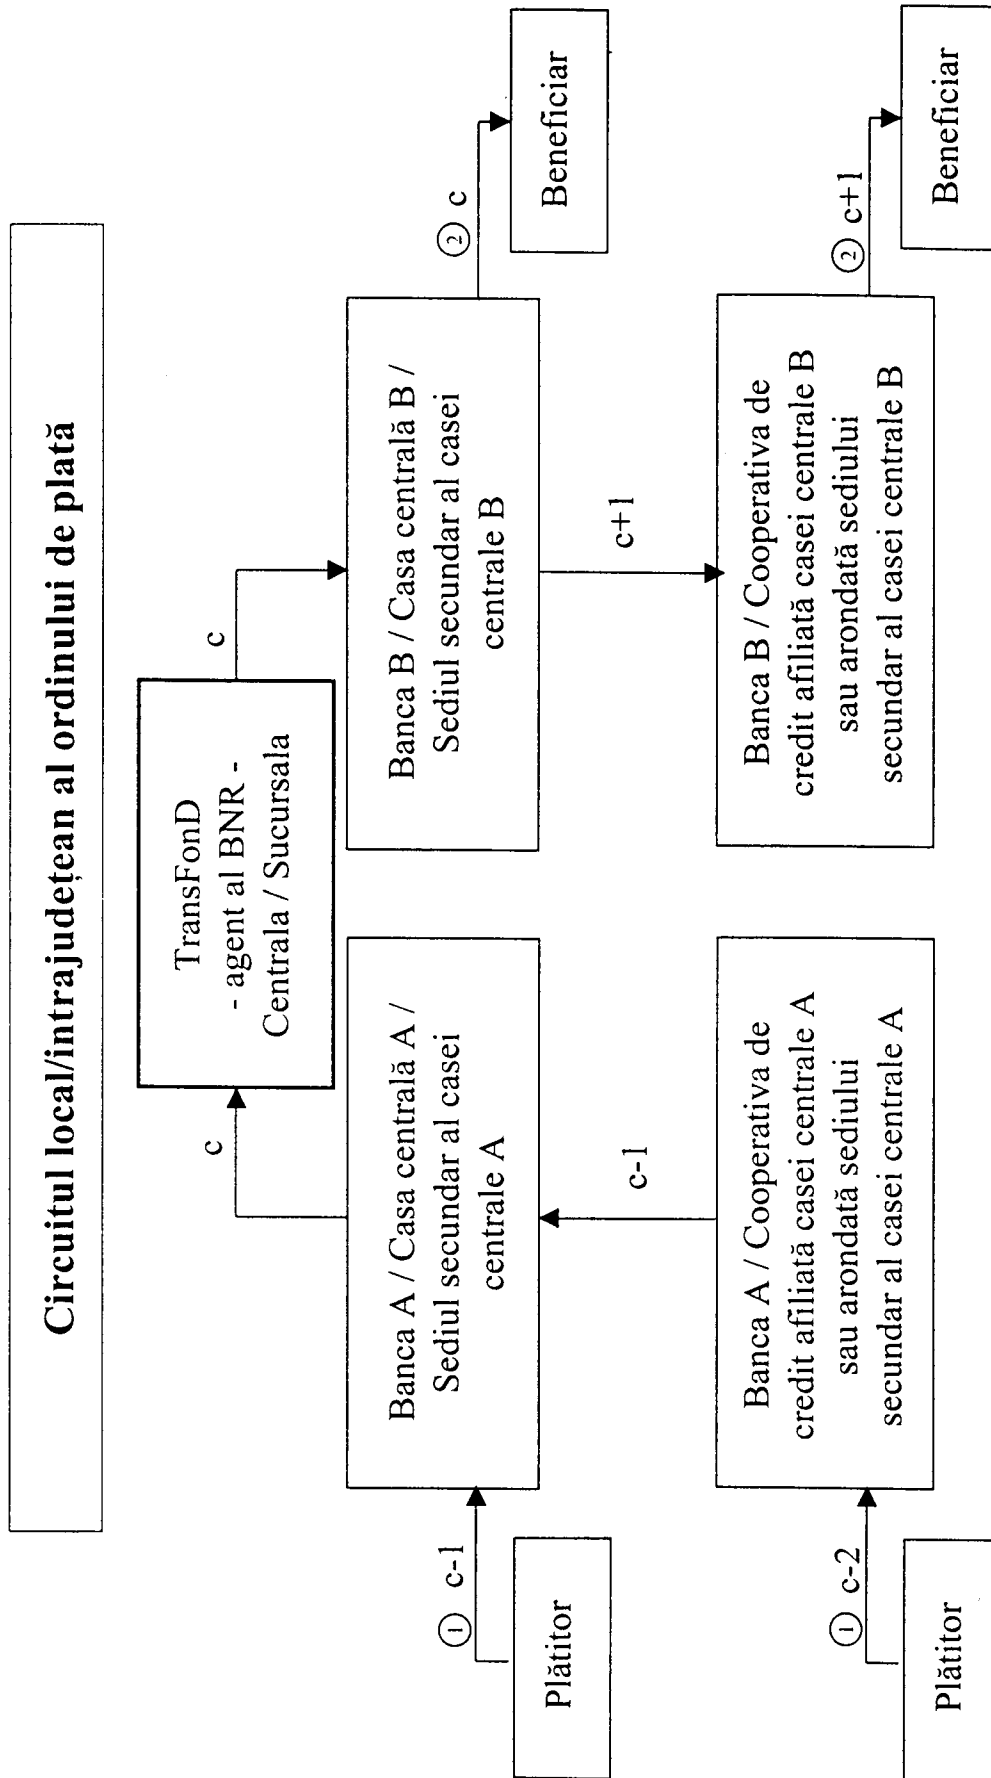 Circuitul local/intrajudețean al ordinului de plată
TransFonD
- agent al BNR -
Centrala / Sucursala
c
c
Banca A / Casa centrală A /
Sediul secundar al casei
centrale A
Banca B / Casa centrală B /
Sediul secundar al casei
centrale B
1 c-1
2 c
Plătitor
Beneficiar
c-1
c+1
Banca A / Cooperativa de
credit afiliată casei centrale A
sau arondată sediului
secundar al casei centrale A
Banca B / Cooperativa de
credit afiliată casei centrale B
sau arondată sediului
secundar al casei centrale B
1 c-2
2 c+1
Plătitor
Beneficiar